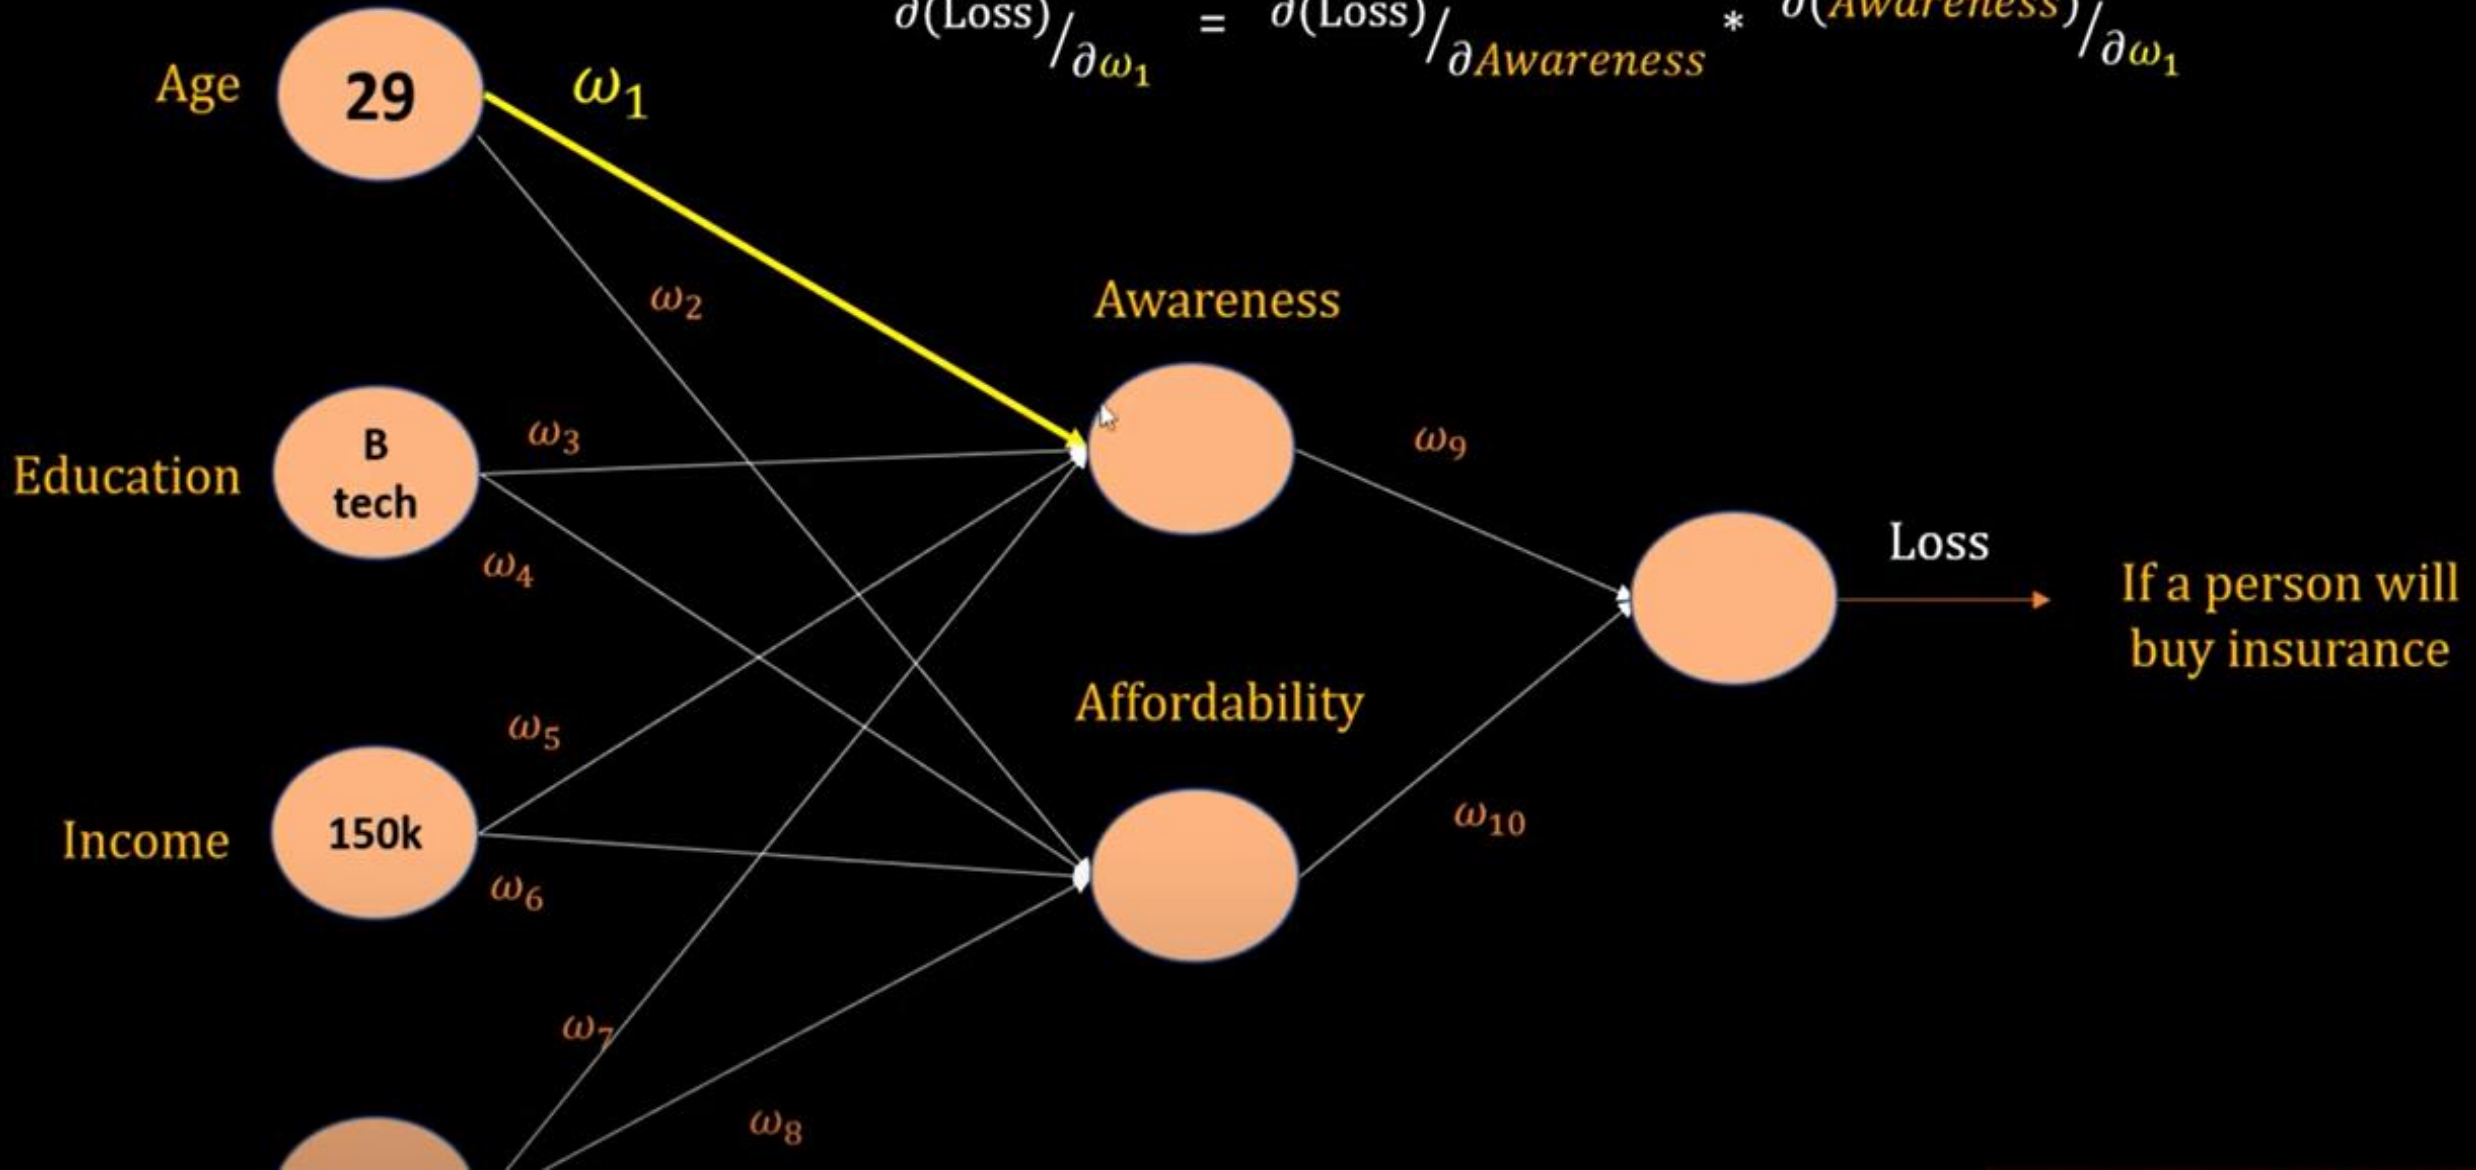 ∂(Loss)/∂ω₁ = ∂(Loss)/∂Awareness * ∂(Awareness)/∂ω₁
Age
29
ω₁
ω₂
Awareness
Education
B
tech
ω₃
ω₄
ω₉
Loss
If a person will
buy insurance
Affordability
ω₅
Income
150k
ω₆
ω₁₀
ω₇
ω₈